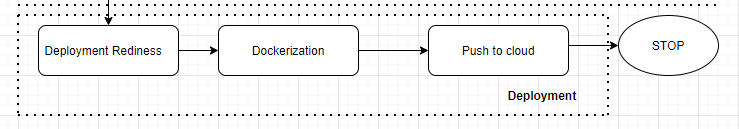 Deployment Rediness
Dockerization
Push to cloud
STOP
Deployment